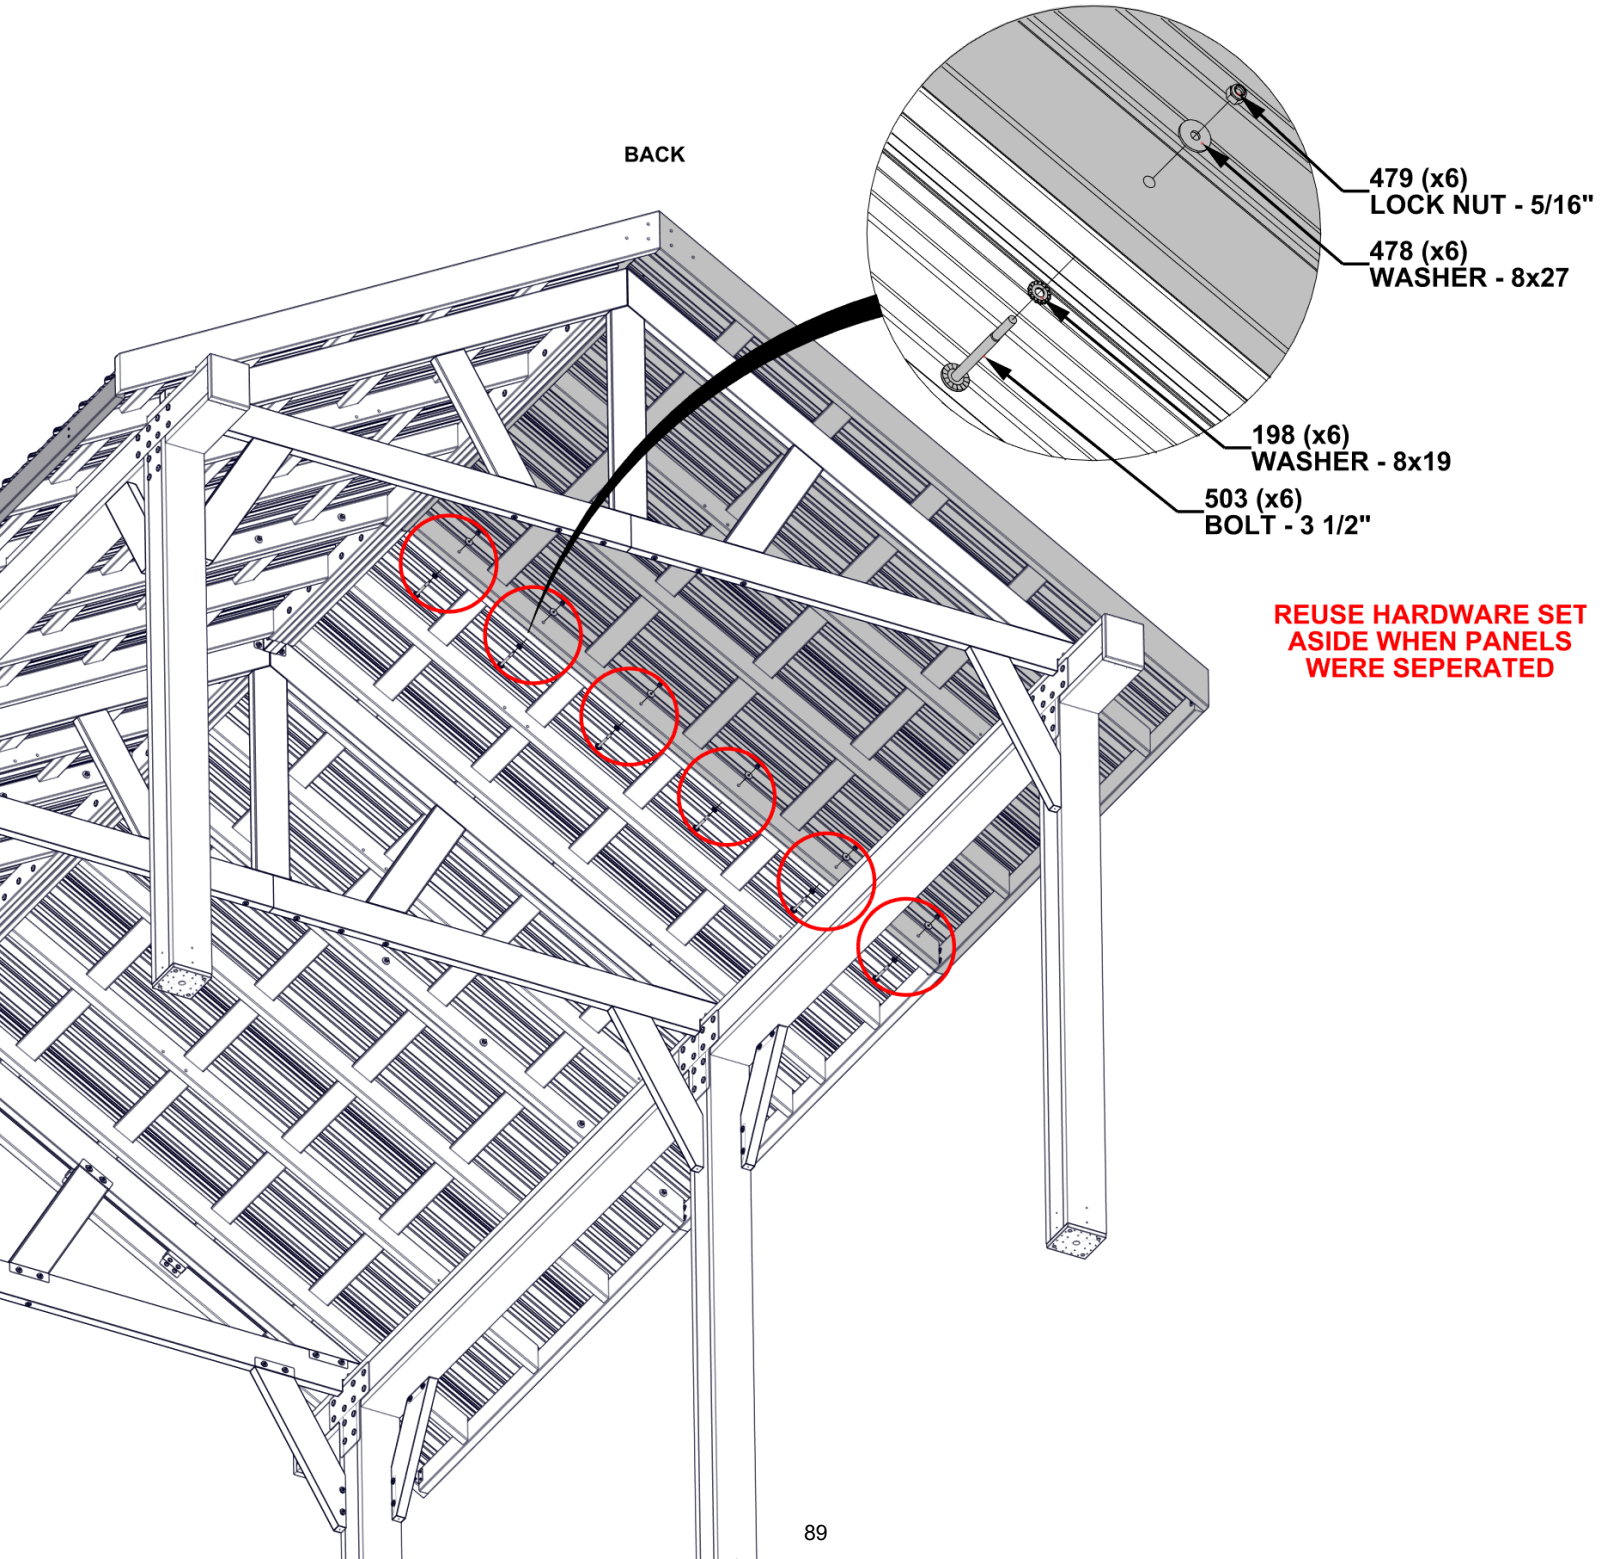 BACK
479 (x6)
LOCK NUT - 5/16"
478 (x6)
WASHER - 8x27
198 (x6)
WASHER - 8x19
503 (x6)
BOLT - 3 1/2"
REUSE HARDWARE SET
ASIDE WHEN PANELS
WERE SEPERATED
89